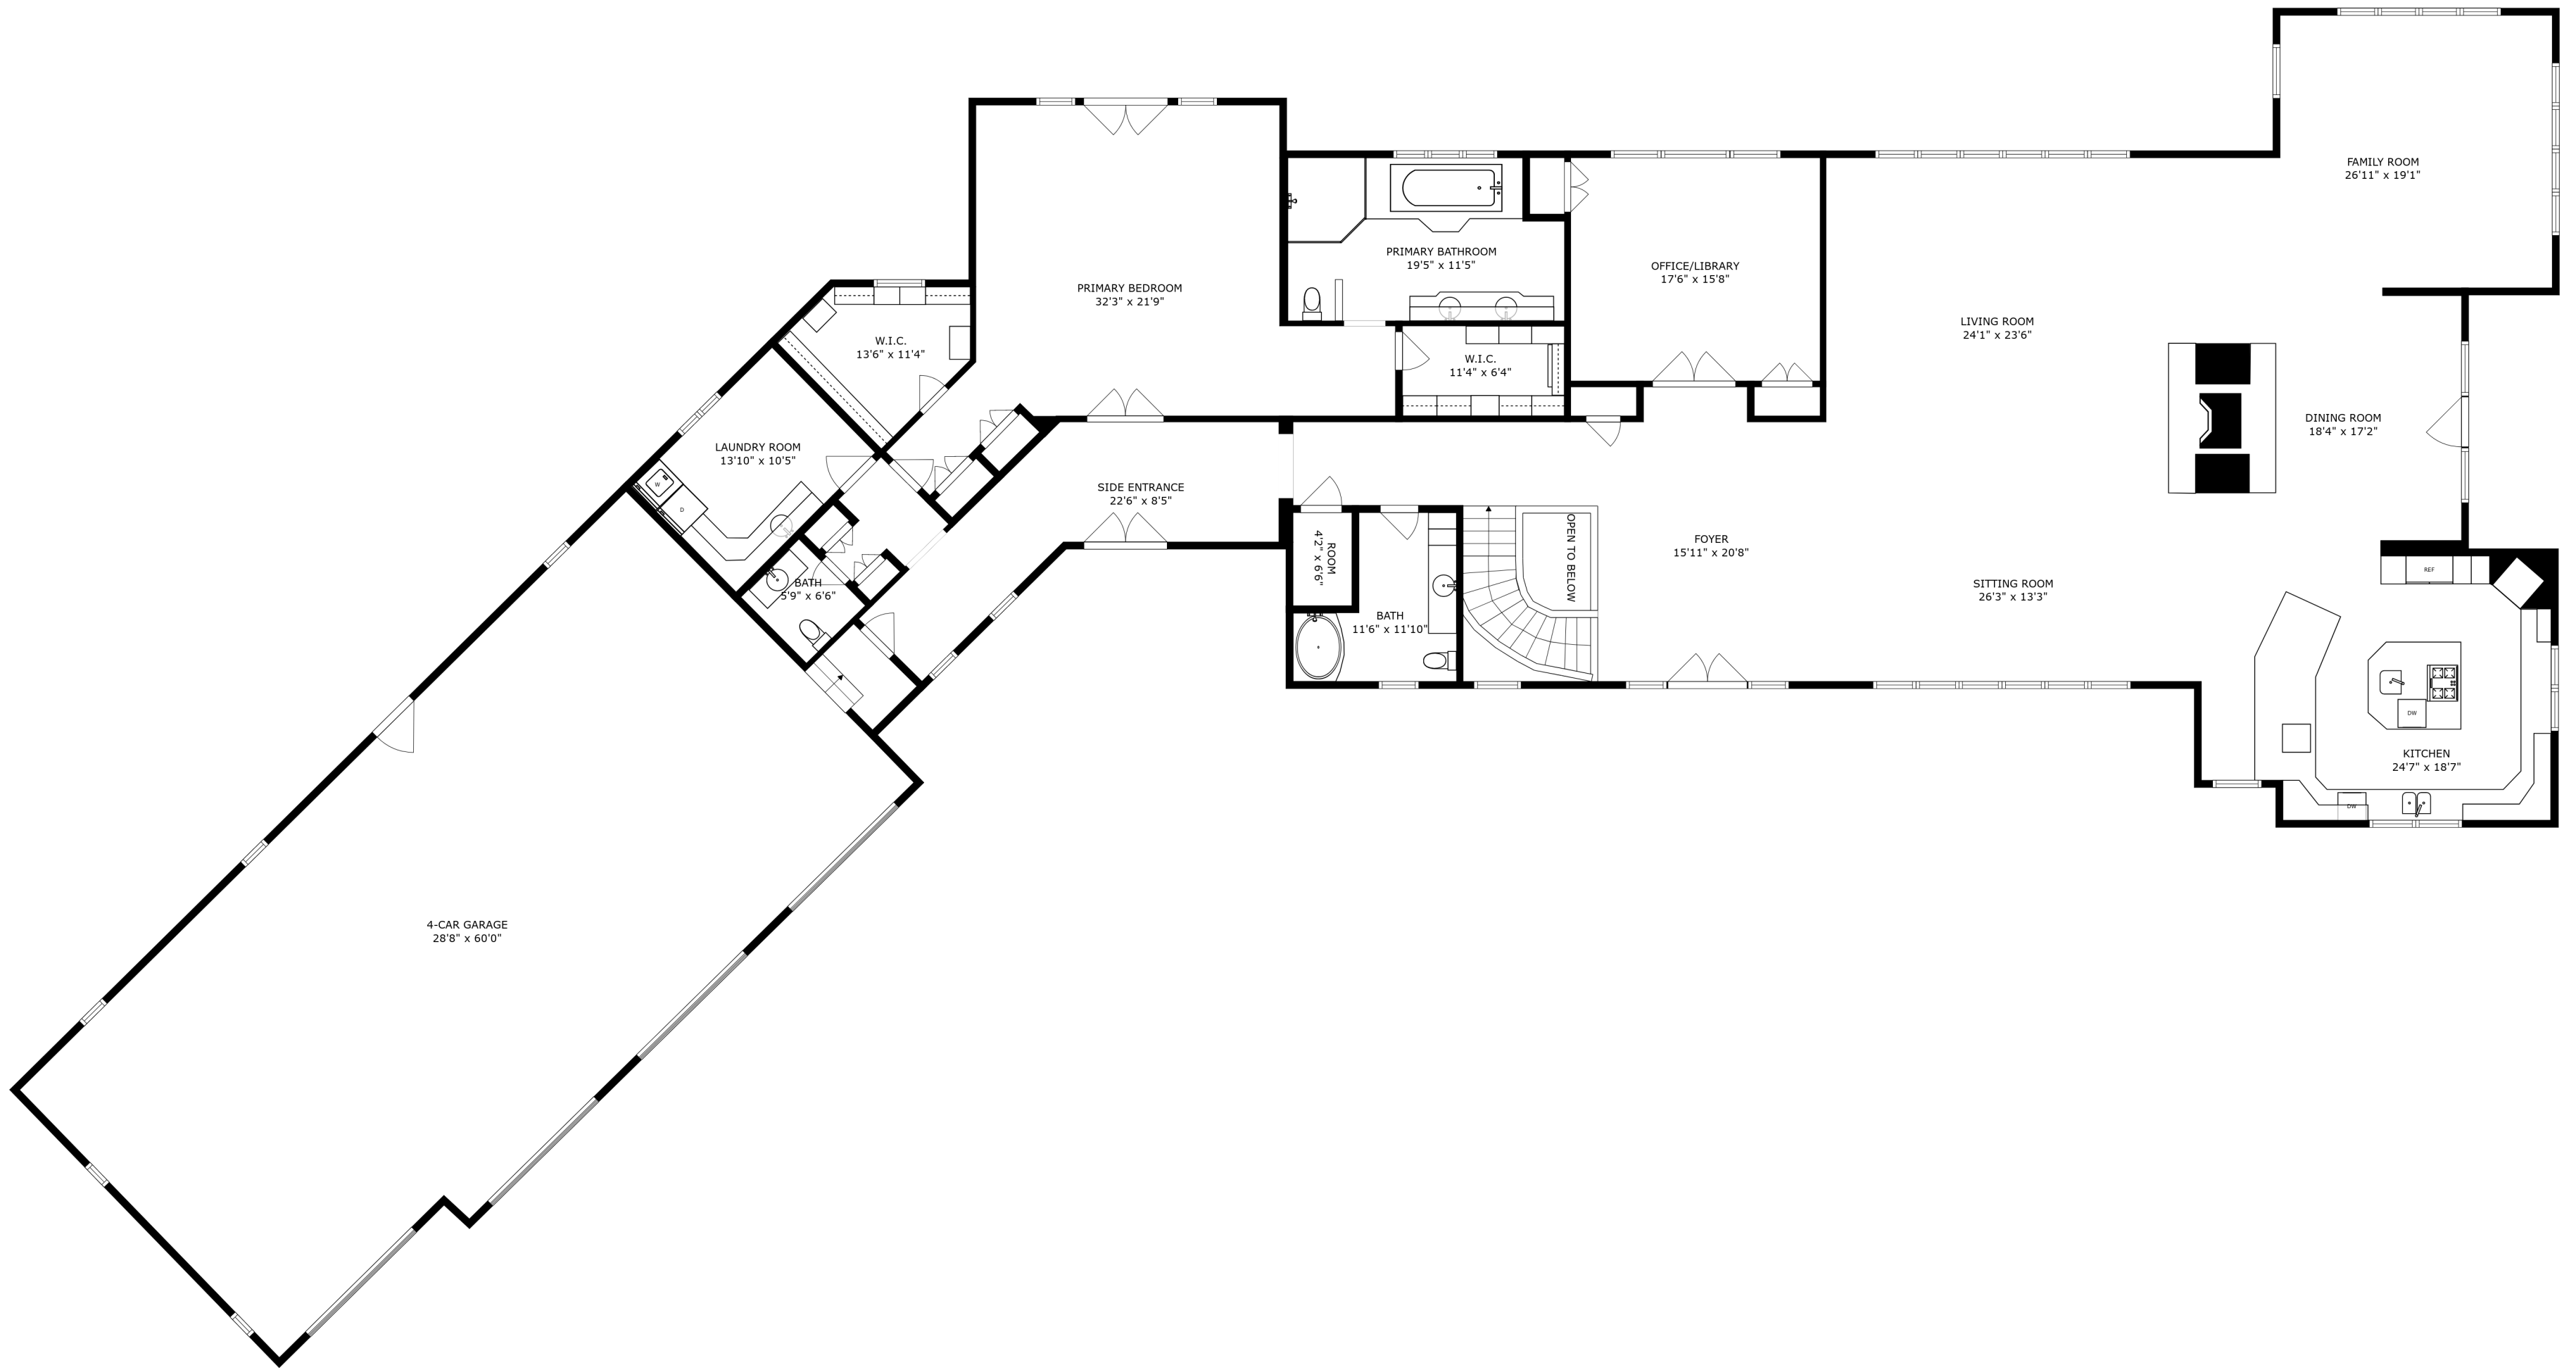 FAMILY ROOM
26'11" x 19'1"
PRIMARY BATHROOM
19'5" x 11'5"
OFFICE/LIBRARY
17'6" x 15'8"
PRIMARY BEDROOM
32'3" x 21'9"
LIVING ROOM
24'1" x 23'6"
W.I.C.
13'6" x 11'4"
W.I.C.
11'4" x 6'4"
DINING ROOM
18'4" x 17'2"
LAUNDRY ROOM
13'10" x 10'5"
W
D
SIDE ENTRANCE
22'6" x 8'5"
ROOM
4'2" x 6'6"
OPEN TO BELOW
FOYER
15'11" x 20'8"
REF
BATH
5'9" x 6'6"
SITTING ROOM
26'3" x 13'3"
BATH
11'6" x 11'10"
DW
KITCHEN
24'7" x 18'7"
DW
4-CAR GARAGE
28'8" x 60'0"